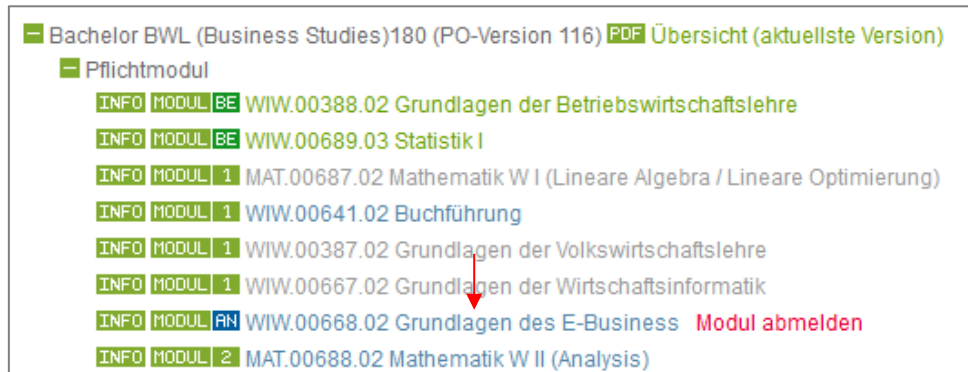 Bachelor BWL (Business Studies)180 (PO-Version 116) PDF Übersicht (aktuellste Version)
Pflichtmodul
INFO MODUL BE WIW.00388.02 Grundlagen der Betriebswirtschaftslehre
INFO MODUL BE WIW.00689.03 Statistik I
INFO MODUL 1 MAT.00687.02 Mathematik W I (Lineare Algebra / Lineare Optimierung)
INFO MODUL 1 WIW.00641.02 Buchführung
INFO MODUL 1 WIW.00387.02 Grundlagen der Volkswirtschaftslehre
INFO MODUL 1 WIW.00667.02 Grundlagen der Wirtschaftsinformatik
INFO MODUL AN WIW.00668.02 Grundlagen des E-Business Modul abmelden
INFO MODUL 2 MAT.00688.02 Mathematik W II (Analysis)